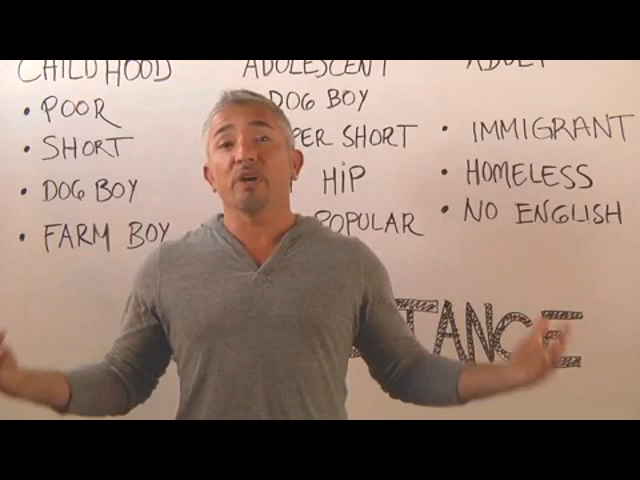 CHILDHOOD
• POOR
• SHORT
• DOG BOY
• FARM BOY
ADOLESCENT
DOG BOY
PER SHORT
HIP
POPULAR
ADULT
• IMMIGRANT
• HOMELESS
• NO ENGLISH
TANCE